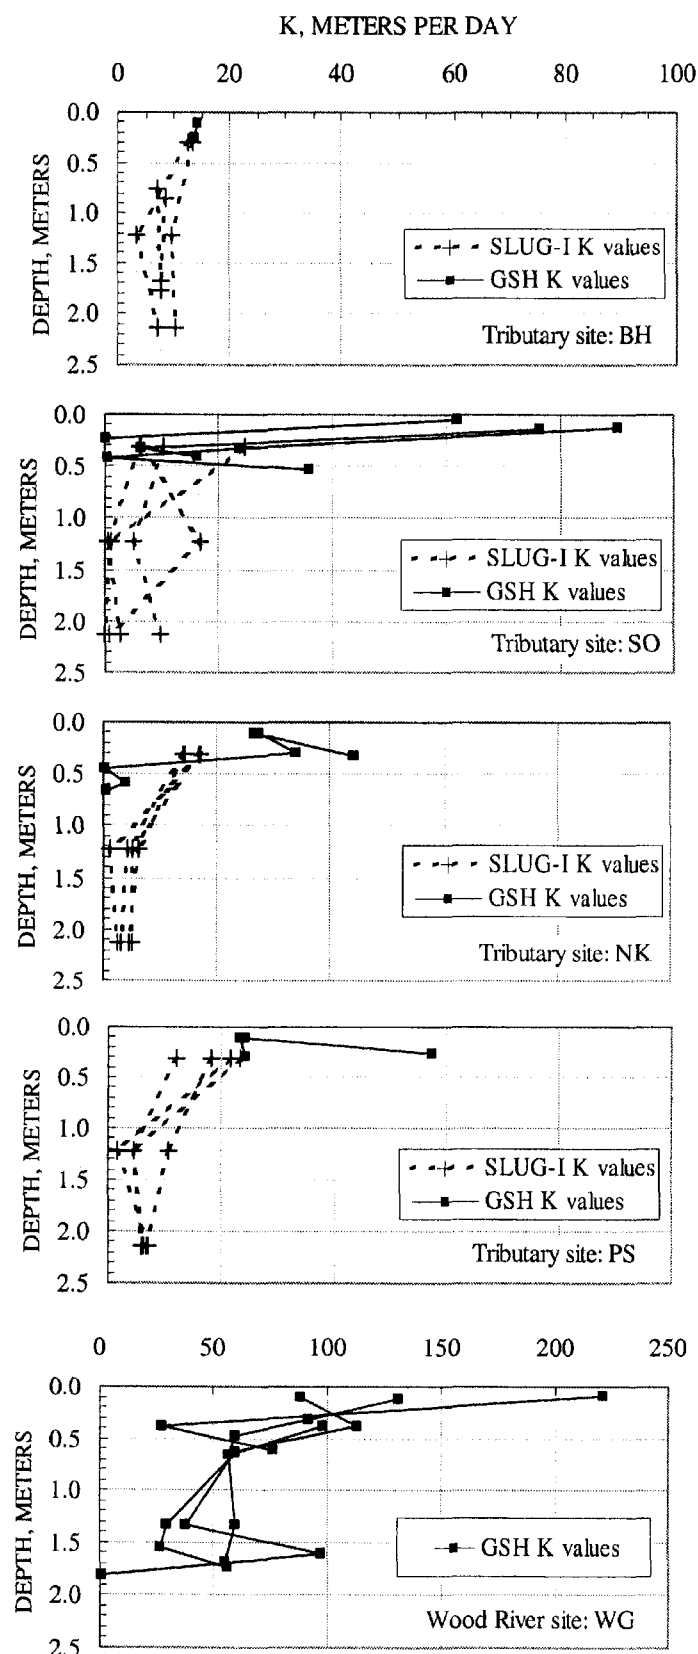 K, METERS PER DAY
0 20 40 60 80 100
0.0
0.5
1.0
1.5
2.0
2.5
DEPTH, METERS
SLUG-I K values
GSH K values
Tributary site: BH
0.0
0.5
1.0
1.5
2.0
2.5
DEPTH, METERS
SLUG-I K values
GSH K values
Tributary site: SO
0.0
0.5
1.0
1.5
2.0
2.5
DEPTH, METERS
SLUG-I K values
GSH K values
Tributary site: NK
0.0
0.5
1.0
1.5
2.0
2.5
DEPTH, METERS
SLUG-I K values
GSH K values
Tributary site: PS
0 50 100 150 200 250
0.0
0.5
1.0
1.5
2.0
2.5
DEPTH, METERS
GSH K values
Wood River site: WG